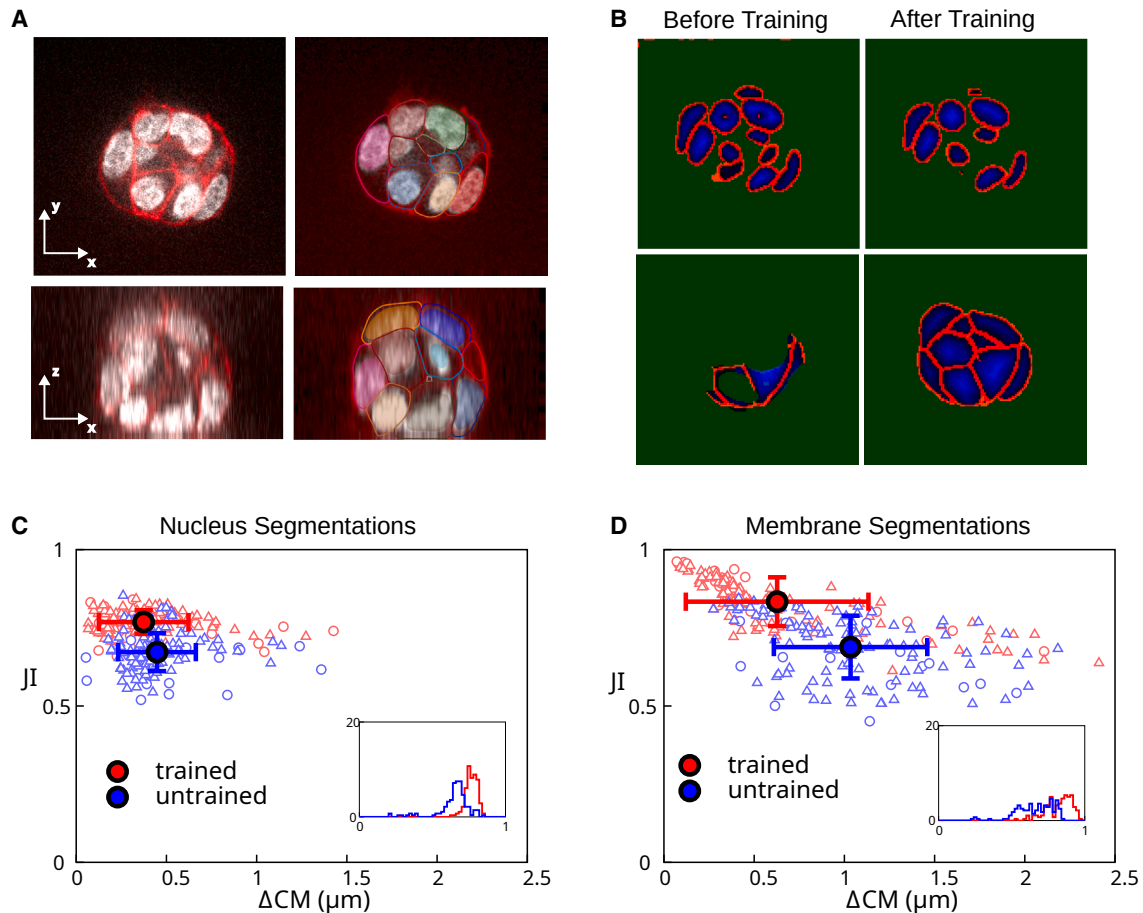 A
y
x
z
x
B
Before Training
After Training
C
Nucleus Segmentations
1
JI
0.5
0
trained
untrained
20
0
0
1
0
0.5
1
1.5
2
2.5
ΔCM (μm)
D
Membrane Segmentations
1
JI
0.5
0
trained
untrained
20
0
0
1
0
0.5
1
1.5
2
2.5
ΔCM (μm)